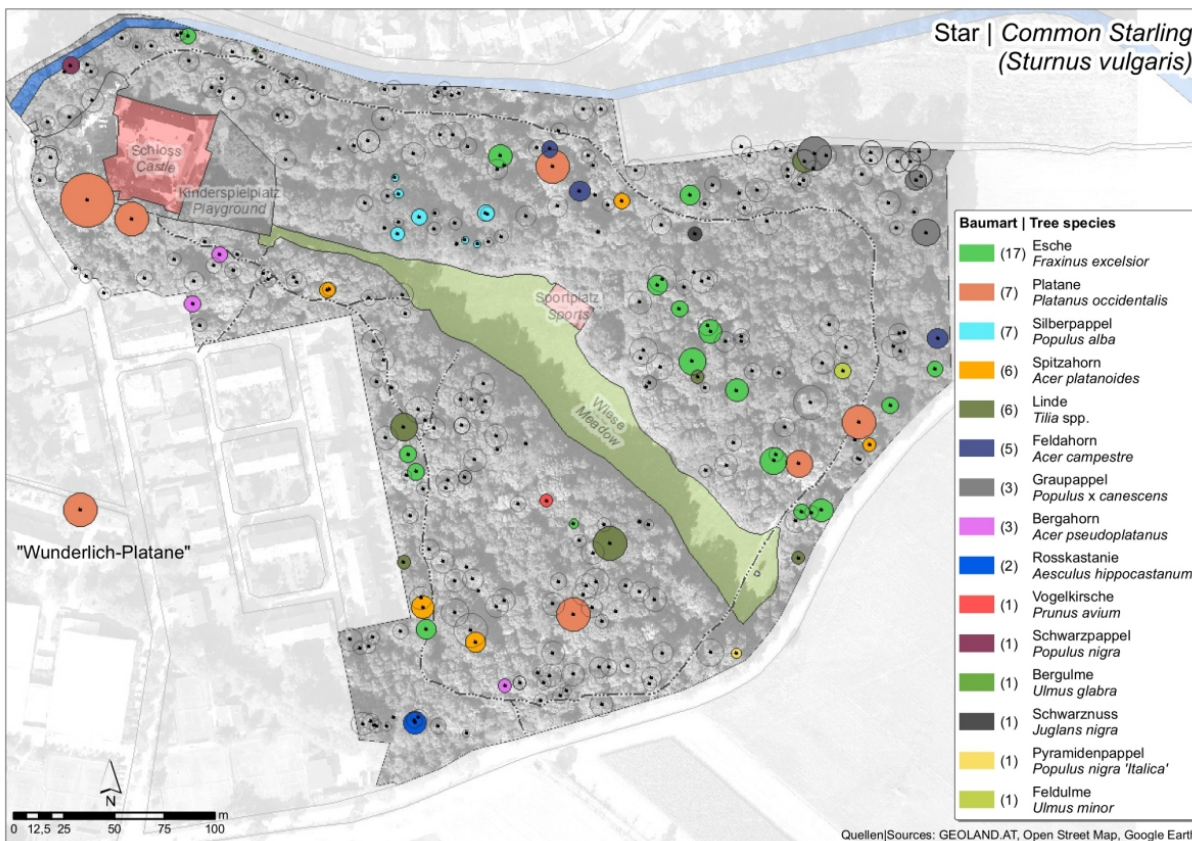 Star | Common Starling
(Sturnus vulgaris)
Schloss
Castle
Kinderspielplatz
Playground
Sportplatz
Sports
Wiese
Meadow
"Wunderlich-Platane"
Baumart | Tree species
(17) Esche
Fraxinus excelsior
(7) Platane
Platanus occidentalis
(7) Silberpappel
Populus alba
(6) Spitzahorn
Acer platanoides
(6) Linde
Tilia spp.
(5) Feldahorn
Acer campestre
(3) Graupappel
Populus x canescens
(3) Bergahorn
Acer pseudoplatanus
(2) Rosskastanie
Aesculus hippocastanum
(1) Vogelkirsche
Prunus avium
(1) Schwarzpappel
Populus nigra
(1) Bergulme
Ulmus glabra
(1) Schwarznuss
Juglans nigra
(1) Pyramidenpappel
Populus nigra 'Italica'
(1) Feldulme
Ulmus minor
N
m
0 12,5 25 50 75 100
Quellen|Sources: GEOLAND.AT, Open Street Map, Google Earth